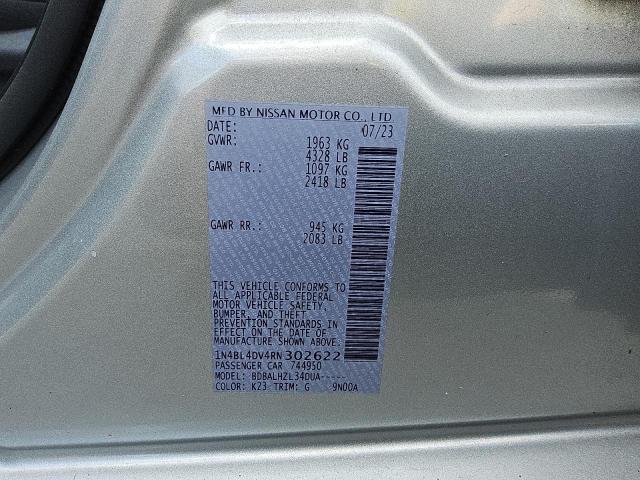 MFD BY NISSAN MOTOR CO., LTD.
DATE: 07/23
GVWR: 1963 KG
4328 LB
GAWR FR.: 1097 KG
2418 LB
GAWR RR.: 945 KG
2083 LB
THIS VEHICLE CONFORMS TO
ALL APPLICABLE FEDERAL
MOTOR VEHICLE SAFETY,
BUMPER, AND THEFT
PREVENTION STANDARDS IN
EFFECT ON THE DATE OF
MANUFACTURE SHOWN ABOVE.
1N4BL4DV4RN302622
PASSENGER CAR 744950
MODEL: BDBALHZL34DUA-----
COLOR: K23 TRIM: G 9N00A